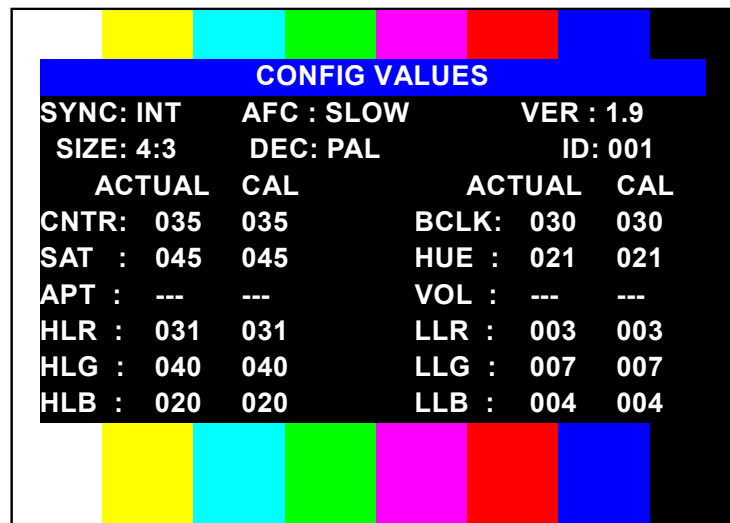 CONFIG VALUES
SYNC: INT AFC : SLOW VER : 1.9
SIZE: 4:3 DEC: PAL ID: 001
ACTUAL CAL ACTUAL CAL
CNTR: 035 035 BCLK: 030 030
SAT : 045 045 HUE : 021 021
APT : --- --- VOL : --- ---
HLR : 031 031 LLR : 003 003
HLG : 040 040 LLG : 007 007
HLB : 020 020 LLB : 004 004